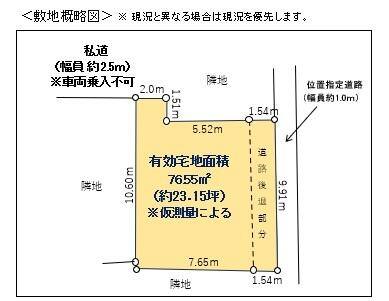 ＜敷地概略図＞ ※ 現況と異なる場合は現況を優先します。
私道
（幅員 約2.5m）
※車両乗入不可
隣地
位置指定道路
（幅員約1.0m）
2.0m
1.51m
1.54m
5.52m
隣地
10.60m
有効宅地面積
76.55㎡
（約23.15坪）
※仮測量による
道路後退部分
9.91m
7.65m
1.54m
隣地